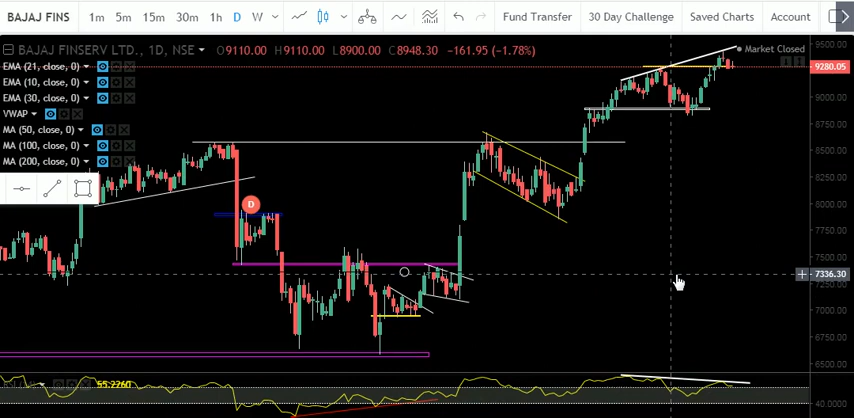 BAJAJ FINS 1m 5m 15m 30m 1h D W Fund Transfer 30 Day Challenge Saved Charts Account
BAJAJ FINSERV LTD., 1D, NSE O9110.00 H9110.00 L8900.00 C8948.30 -161.95 (-1.78%)
Market Closed
9500.00
EMA (21, close, 0)
9280.05
EMA (10, close, 0)
EMA (30, close, 0)
9000.00
VWAP
MA (50, close, 0)
8750.00
MA (100, close, 0)
8500.00
MA (200, close, 0)
8250.00
D
8000.00
7500.00
7336.30
7000.00
6750.00
6500.00
55.2260
40.0000